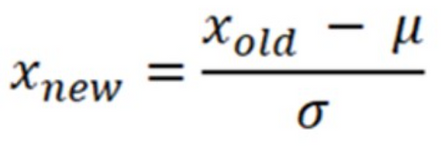 x_new = (x_old − μ) / σ